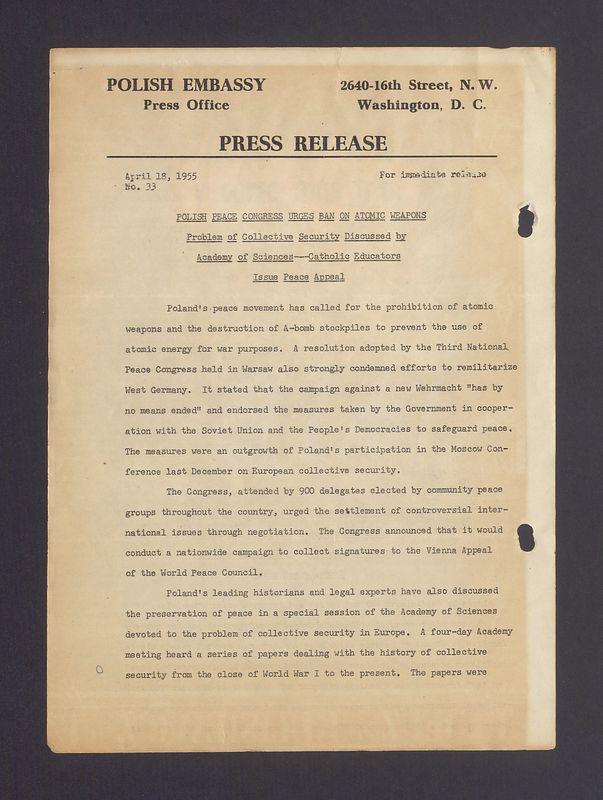 POLISH EMBASSY
Press Office
2640-16th Street, N. W.
Washington, D. C.
PRESS RELEASE
April 18, 1955
No. 33
For immediate release
POLISH PEACE CONGRESS URGES BAN ON ATOMIC WEAPONS
Problem of Collective Security Discussed by
Academy of Sciences---Catholic Educators
Issue Peace Appeal
Poland's peace movement has called for the prohibition of atomic
weapons and the destruction of A-bomb stockpiles to prevent the use of
atomic energy for war purposes. A resolution adopted by the Third National
Peace Congress held in Warsaw also strongly condemned efforts to remilitarize
West Germany. It stated that the campaign against a new Wehrmacht "has by
no means ended" and endorsed the measures taken by the Government in cooper-
ation with the Soviet Union and the People's Democracies to safeguard peace.
The measures were an outgrowth of Poland's participation in the Moscow Con-
ference last December on European collective security.
The Congress, attended by 900 delegates elected by community peace
groups throughout the country, urged the settlement of controversial inter-
national issues through negotiation. The Congress announced that it would
conduct a nationwide campaign to collect signatures to the Vienna Appeal
of the World Peace Council.
Poland's leading historians and legal experts have also discussed
the preservation of peace in a special session of the Academy of Sciences
devoted to the problem of collective security in Europe. A four-day Academy
meeting heard a series of papers dealing with the history of collective
security from the close of World War I to the present. The papers were